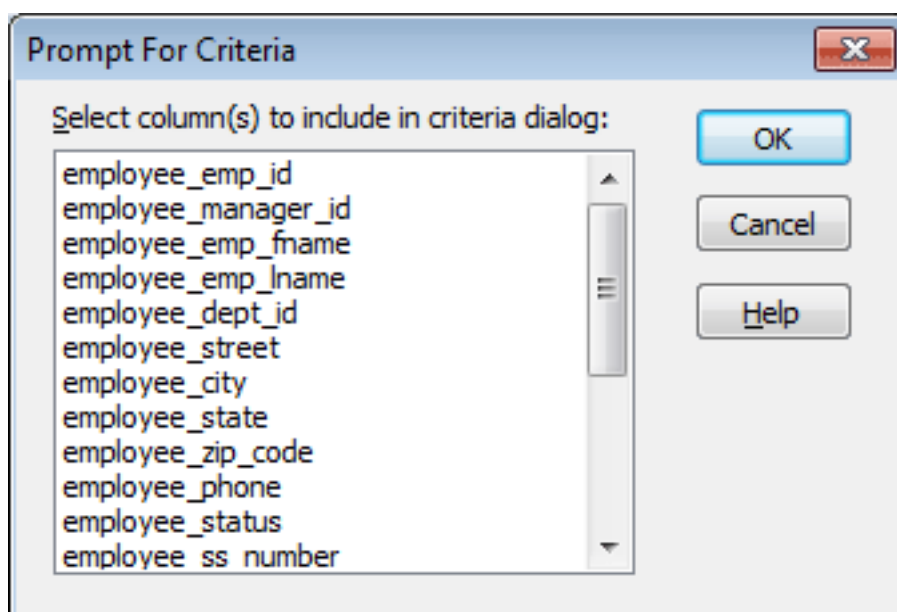 Prompt For Criteria
Select column(s) to include in criteria dialog:
employee_emp_id
employee_manager_id
employee_emp_fname
employee_emp_lname
employee_dept_id
employee_street
employee_city
employee_state
employee_zip_code
employee_phone
employee_status
employee_ss_number
OK
Cancel
Help